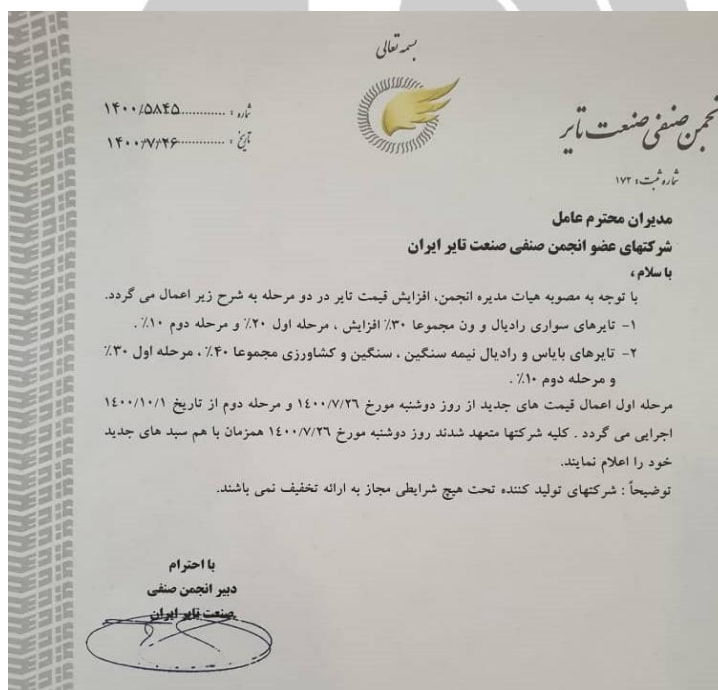 بسمه تعالی
شماره : ............ ۱۴۰۰/۵۸۴۵
تاریخ : ............ ۱۴۰۰/۷/۲۶
انجمن صنفی صنعت تایر
شماره ثبت : ۱۷۲
مدیران محترم عامل
شرکتهای عضو انجمن صنفی صنعت تایر ایران
با سلام ،
با توجه به مصوبه هیات مدیره انجمن، افزایش قیمت تایر در دو مرحله به شرح زیر اعمال می گردد.
۱- تایرهای سواری رادیال و ون مجموعا ۳۰٪ افزایش ، مرحله اول ۲۰٪ و مرحله دوم ۱۰٪ .
۲- تایرهای بایاس و رادیال نیمه سنگین ، سنگین و کشاورزی مجموعا ۴۰٪ ، مرحله اول ۳۰٪
و مرحله دوم ۱۰٪ .
مرحله اول اعمال قیمت های جدید از روز دوشنبه مورخ ۱٤۰۰/۷/۲٦ و مرحله دوم از تاریخ ۱٤۰۰/۱۰/۱
اجرایی می گردد . کلیه شرکتها متعهد شدند روز دوشنبه مورخ ۱٤۰۰/۷/۲٦ همزمان با هم سبد های جدید
خود را اعلام نمایند.
توضیحاً : شرکتهای تولید کننده تحت هیچ شرایطی مجاز به ارائه تخفیف نمی باشند.
با احترام
دبیر انجمن صنفی
صنعت تایر ایران